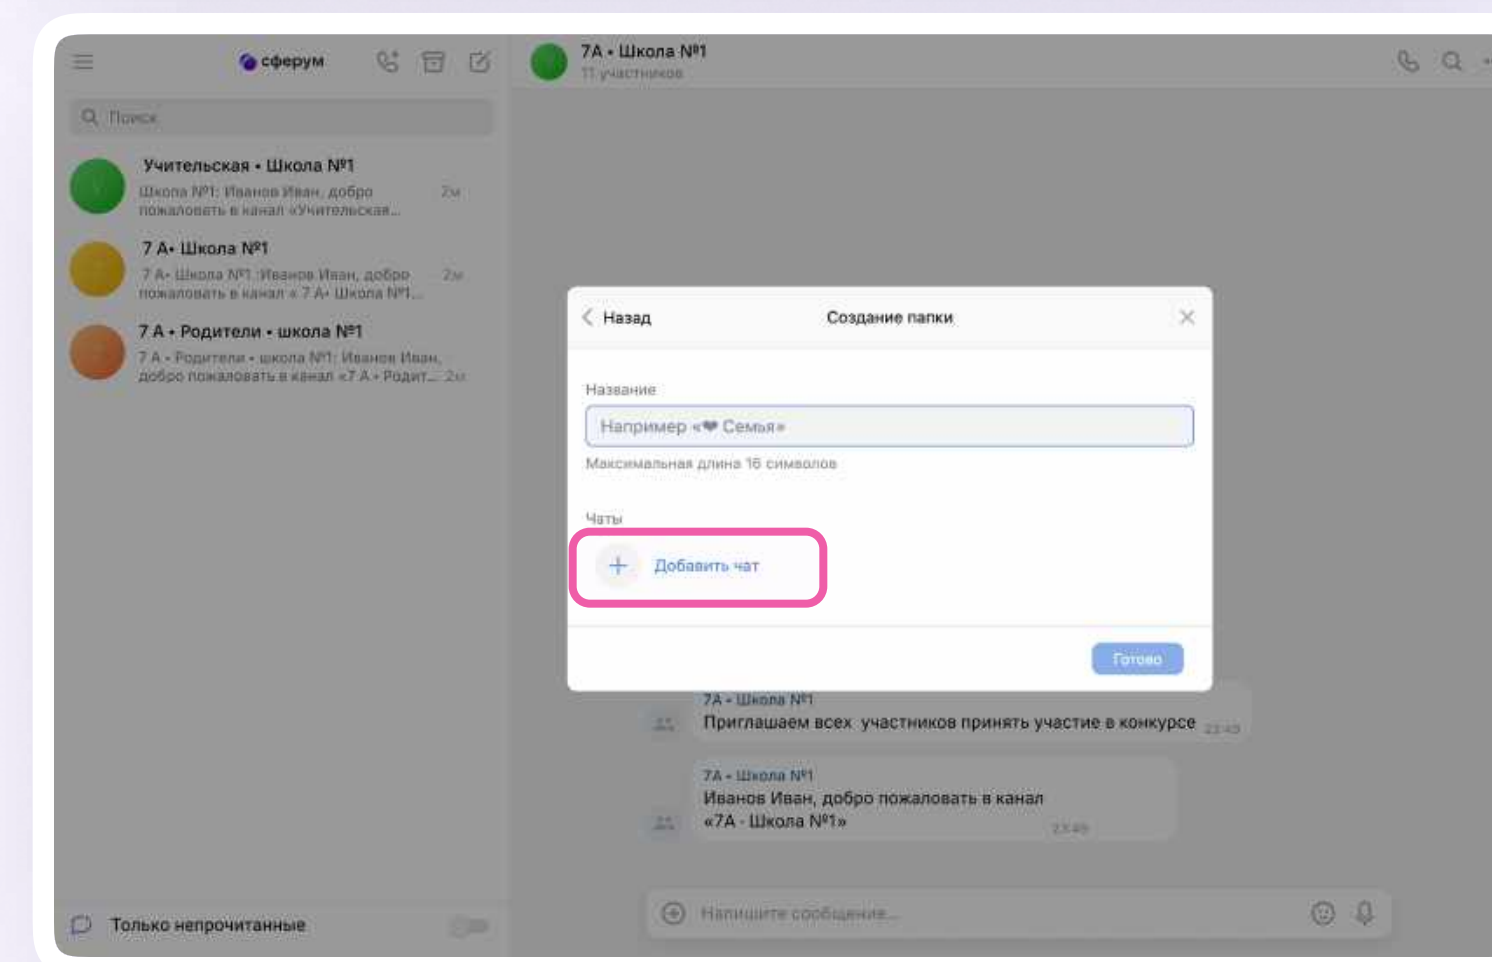 сферум
Поиск
Учительская • Школа №1
Школа №1: Иванов Иван, добро
пожаловать в канал «Учительская...
2м
7 А• Школа №1
7 А• Школа №1 :Иванов Иван, добро
пожаловать в канал « 7 А• Школа №1...
2м
7 А • Родители • школа №1
7 А • Родители • школа №1: Иванов Иван,
добро пожаловать в канал «7 А • Родит... 2м
Только непрочитанные
7А • Школа №1
11 участников
Назад
Создание папки
Название
Например «❤ Семья»
Максимальная длина 16 символов
Чаты
Добавить чат
Готово
7А • Школа №1
Приглашаем всех участников принять участие в конкурсе 23:49
7А • Школа №1
Иванов Иван, добро пожаловать в канал
«7А - Школа №1»
23:49
Напишите сообщение...